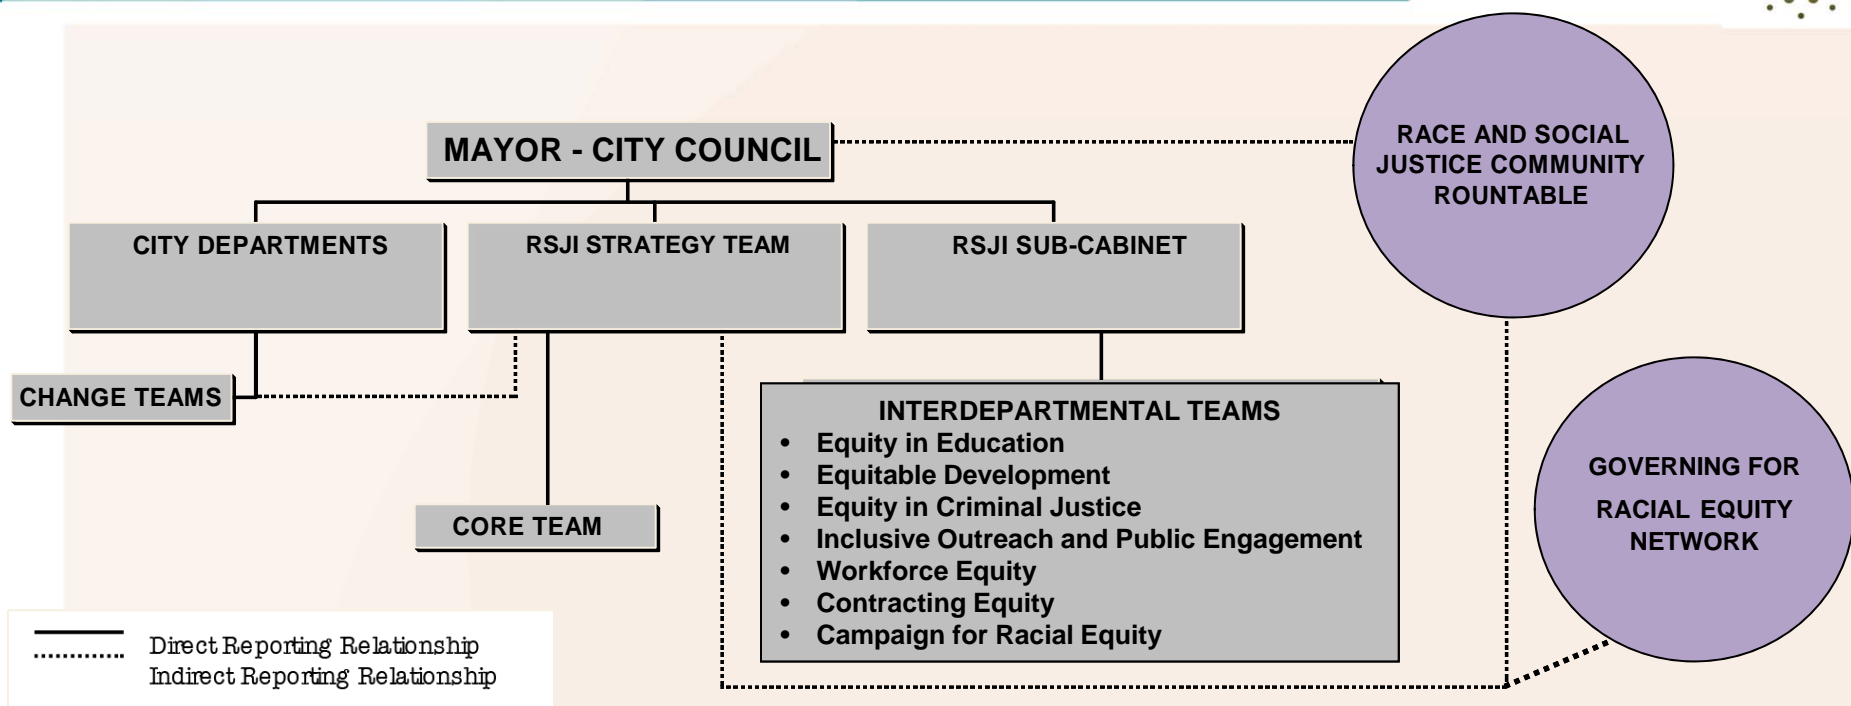 MAYOR - CITY COUNCIL
RACE AND SOCIAL
JUSTICE COMMUNITY
ROUNTABLE
CITY DEPARTMENTS
RSJI STRATEGY TEAM
RSJI SUB-CABINET
CHANGE TEAMS
CORE TEAM
INTERDEPARTMENTAL TEAMS
• Equity in Education
• Equitable Development
• Equity in Criminal Justice
• Inclusive Outreach and Public Engagement
• Workforce Equity
• Contracting Equity
• Campaign for Racial Equity
GOVERNING FOR
RACIAL EQUITY
NETWORK
Direct Reporting Relationship
Indirect Reporting Relationship